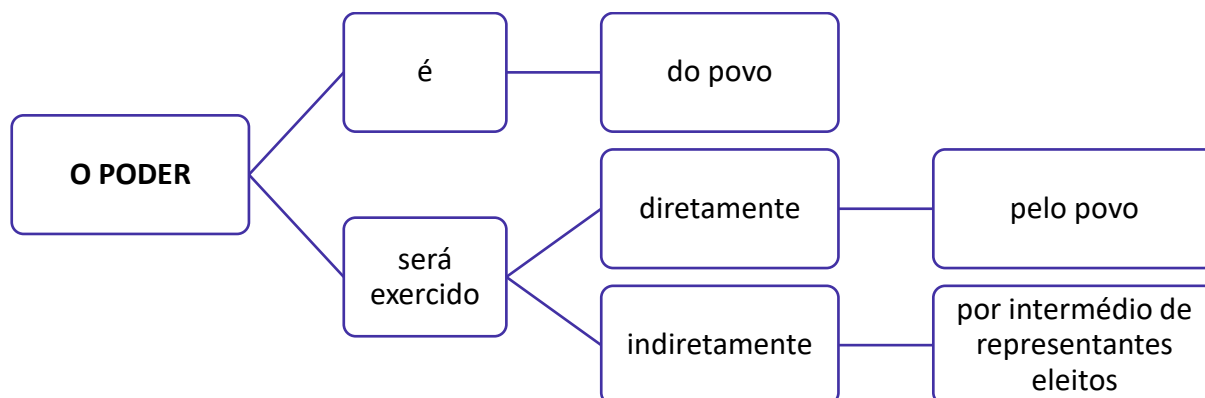 O PODER
é
do povo
será
exercido
diretamente
pelo povo
indiretamente
por intermédio de
representantes
eleitos